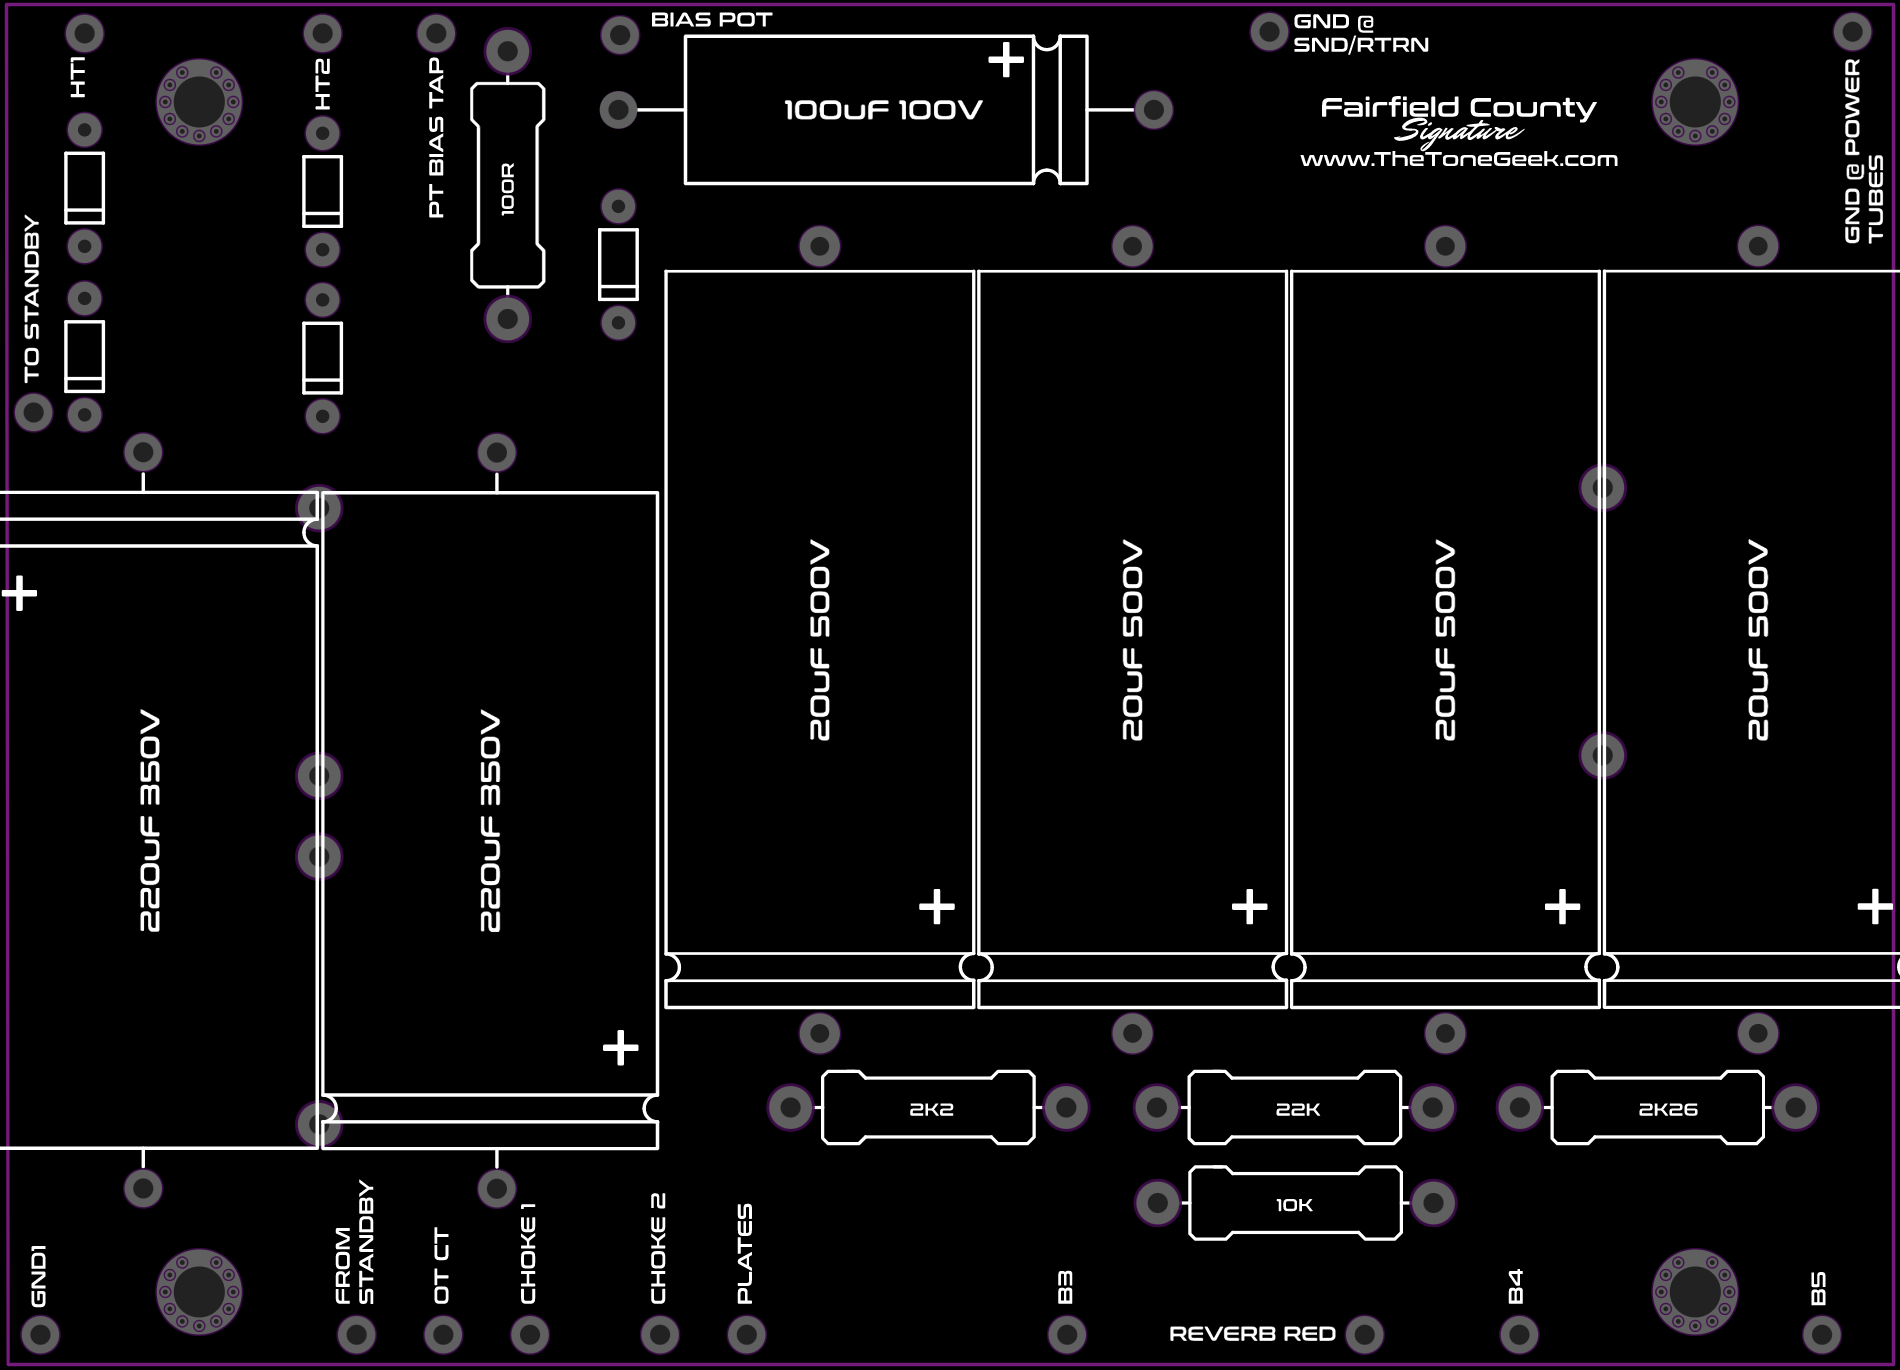 BIAS POT
GND @
SND/RTRN
HT1
HT2
PT BIAS TAP
100R
+
100uF 100V
Fairfield County
Signature
www.TheToneGeek.com
GND @ POWER
TUBES
TO STANDBY
+
220uF 350V
220uF 350V
+
20uF 500V
+
20uF 500V
+
20uF 500V
+
20uF 500V
+
2K2
22K
2K26
10K
GND1
FROM
STANDBY
OT CT
CHOKE 1
CHOKE 2
PLATES
B3
REVERB RED
B4
B5